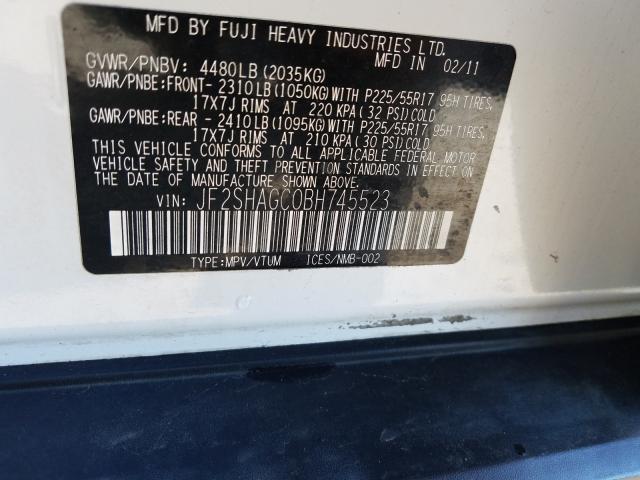 MFD BY FUJI HEAVY INDUSTRIES LTD.
MFD IN 02/11
GVWR/PNBV: 4480LB(2035KG)
GAWR/PNBE:FRONT- 2310LB(1050KG)WITH P225/55R17 95H TIRES,
17X7J RIMS AT 220 KPA( 32 PSI)COLD
GAWR/PNBE:REAR - 2410LB(1095KG)WITH P225/55R17 95H TIRES,
17X7J RIMS AT 210 KPA( 30 PSI)COLD
THIS VEHICLE CONFORMS TO ALL APPLICABLE FEDERAL MOTOR
VEHICLE SAFETY AND THEFT PREVENTION STANDARDS IN EFFECT ON
THE DATE OF MANUFACTURE SHOWN ABOVE.
VIN: JF2SHAGC0BH745523
TYPE:MPV/VTUM ICES/NMB-002